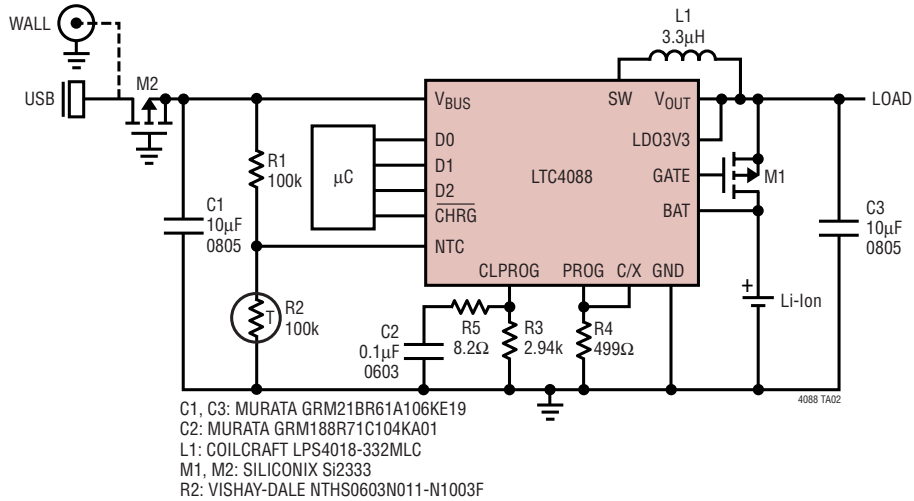 WALL
USB
M2
L1
3.3µH
VBUS
SW
VOUT
LOAD
D0
D1
D2
CHRG
µC
LTC4088
LDO3V3
GATE
M1
BAT
NTC
CLPROG
PROG
C/X
GND
R1
100k
C1
10µF
0805
C3
10µF
0805
T
R2
100k
C2
0.1µF
0603
R5
8.2Ω
R3
2.94k
R4
499Ω
+
Li-Ion
4088 TA02
C1, C3: MURATA GRM21BR61A106KE19
C2: MURATA GRM188R71C104KA01
L1: COILCRAFT LPS4018-332MLC
M1, M2: SILICONIX Si2333
R2: VISHAY-DALE NTHS0603N011-N1003F